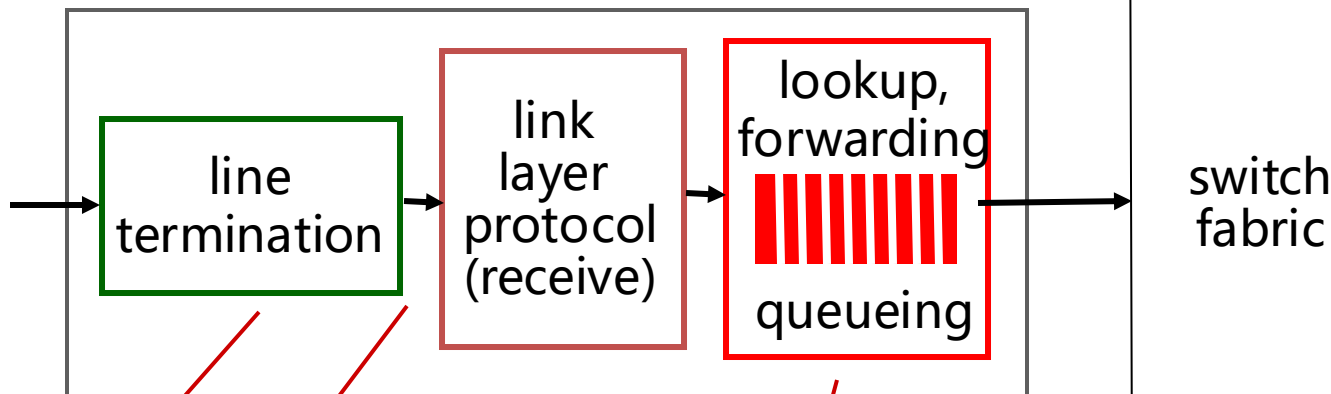 line
termination
link
layer
protocol
(receive)
lookup,
forwarding
queueing
switch
fabric